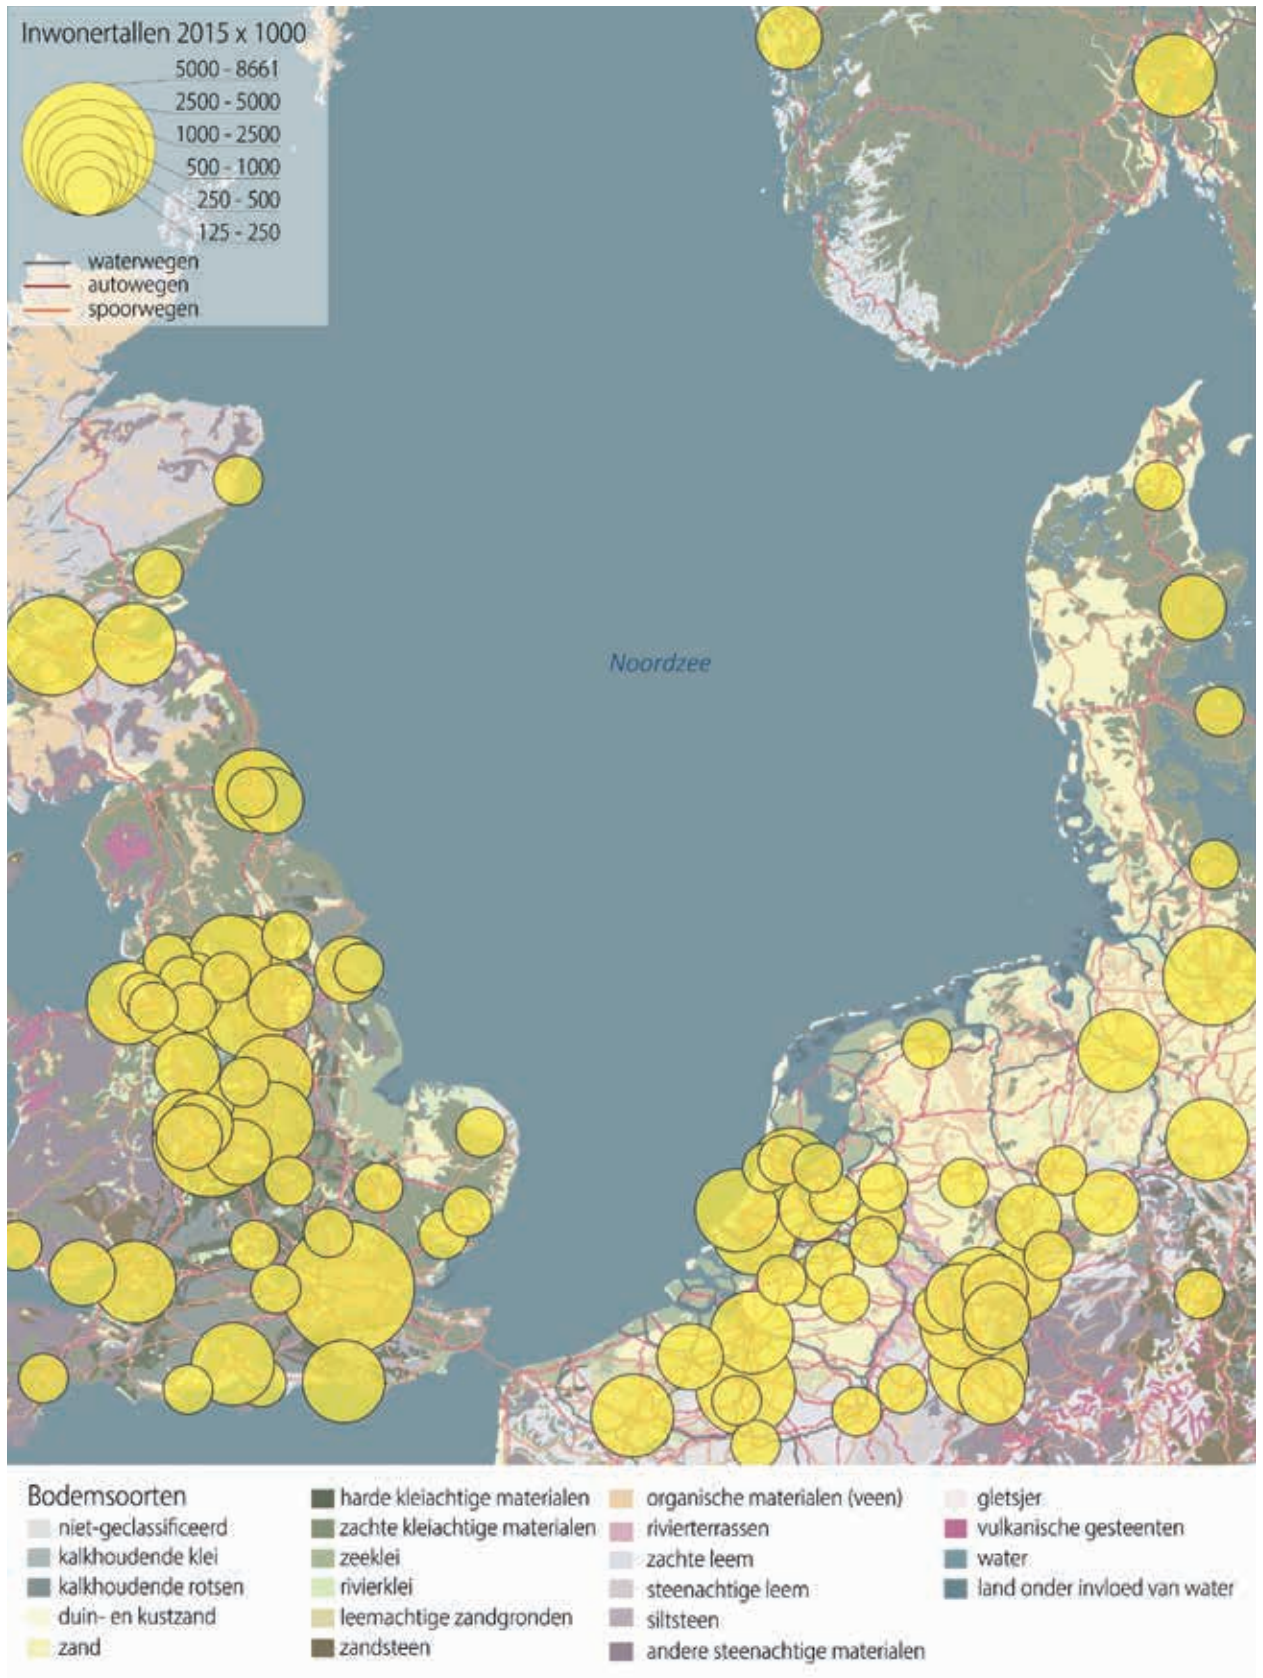 Inwonertallen 2015 x 1000
5000 - 8661
2500 - 5000
1000 - 2500
500 - 1000
250 - 500
125 - 250
waterwegen
autowegen
spoorwegen
Noordzee
Bodemsoorten
niet-geclassificeerd
kalkhoudende klei
kalkhoudende rotsen
duin- en kustzand
zand
harde kleiachtige materialen
zachte kleiachtige materialen
zeeklei
rivierklei
leemachtige zandgronden
zandsteen
organische materialen (veen)
rivierterrassen
zachte leem
steenachtige leem
siltsteen
andere steenachtige materialen
gletsjer
vulkanische gesteenten
water
land onder invloed van water